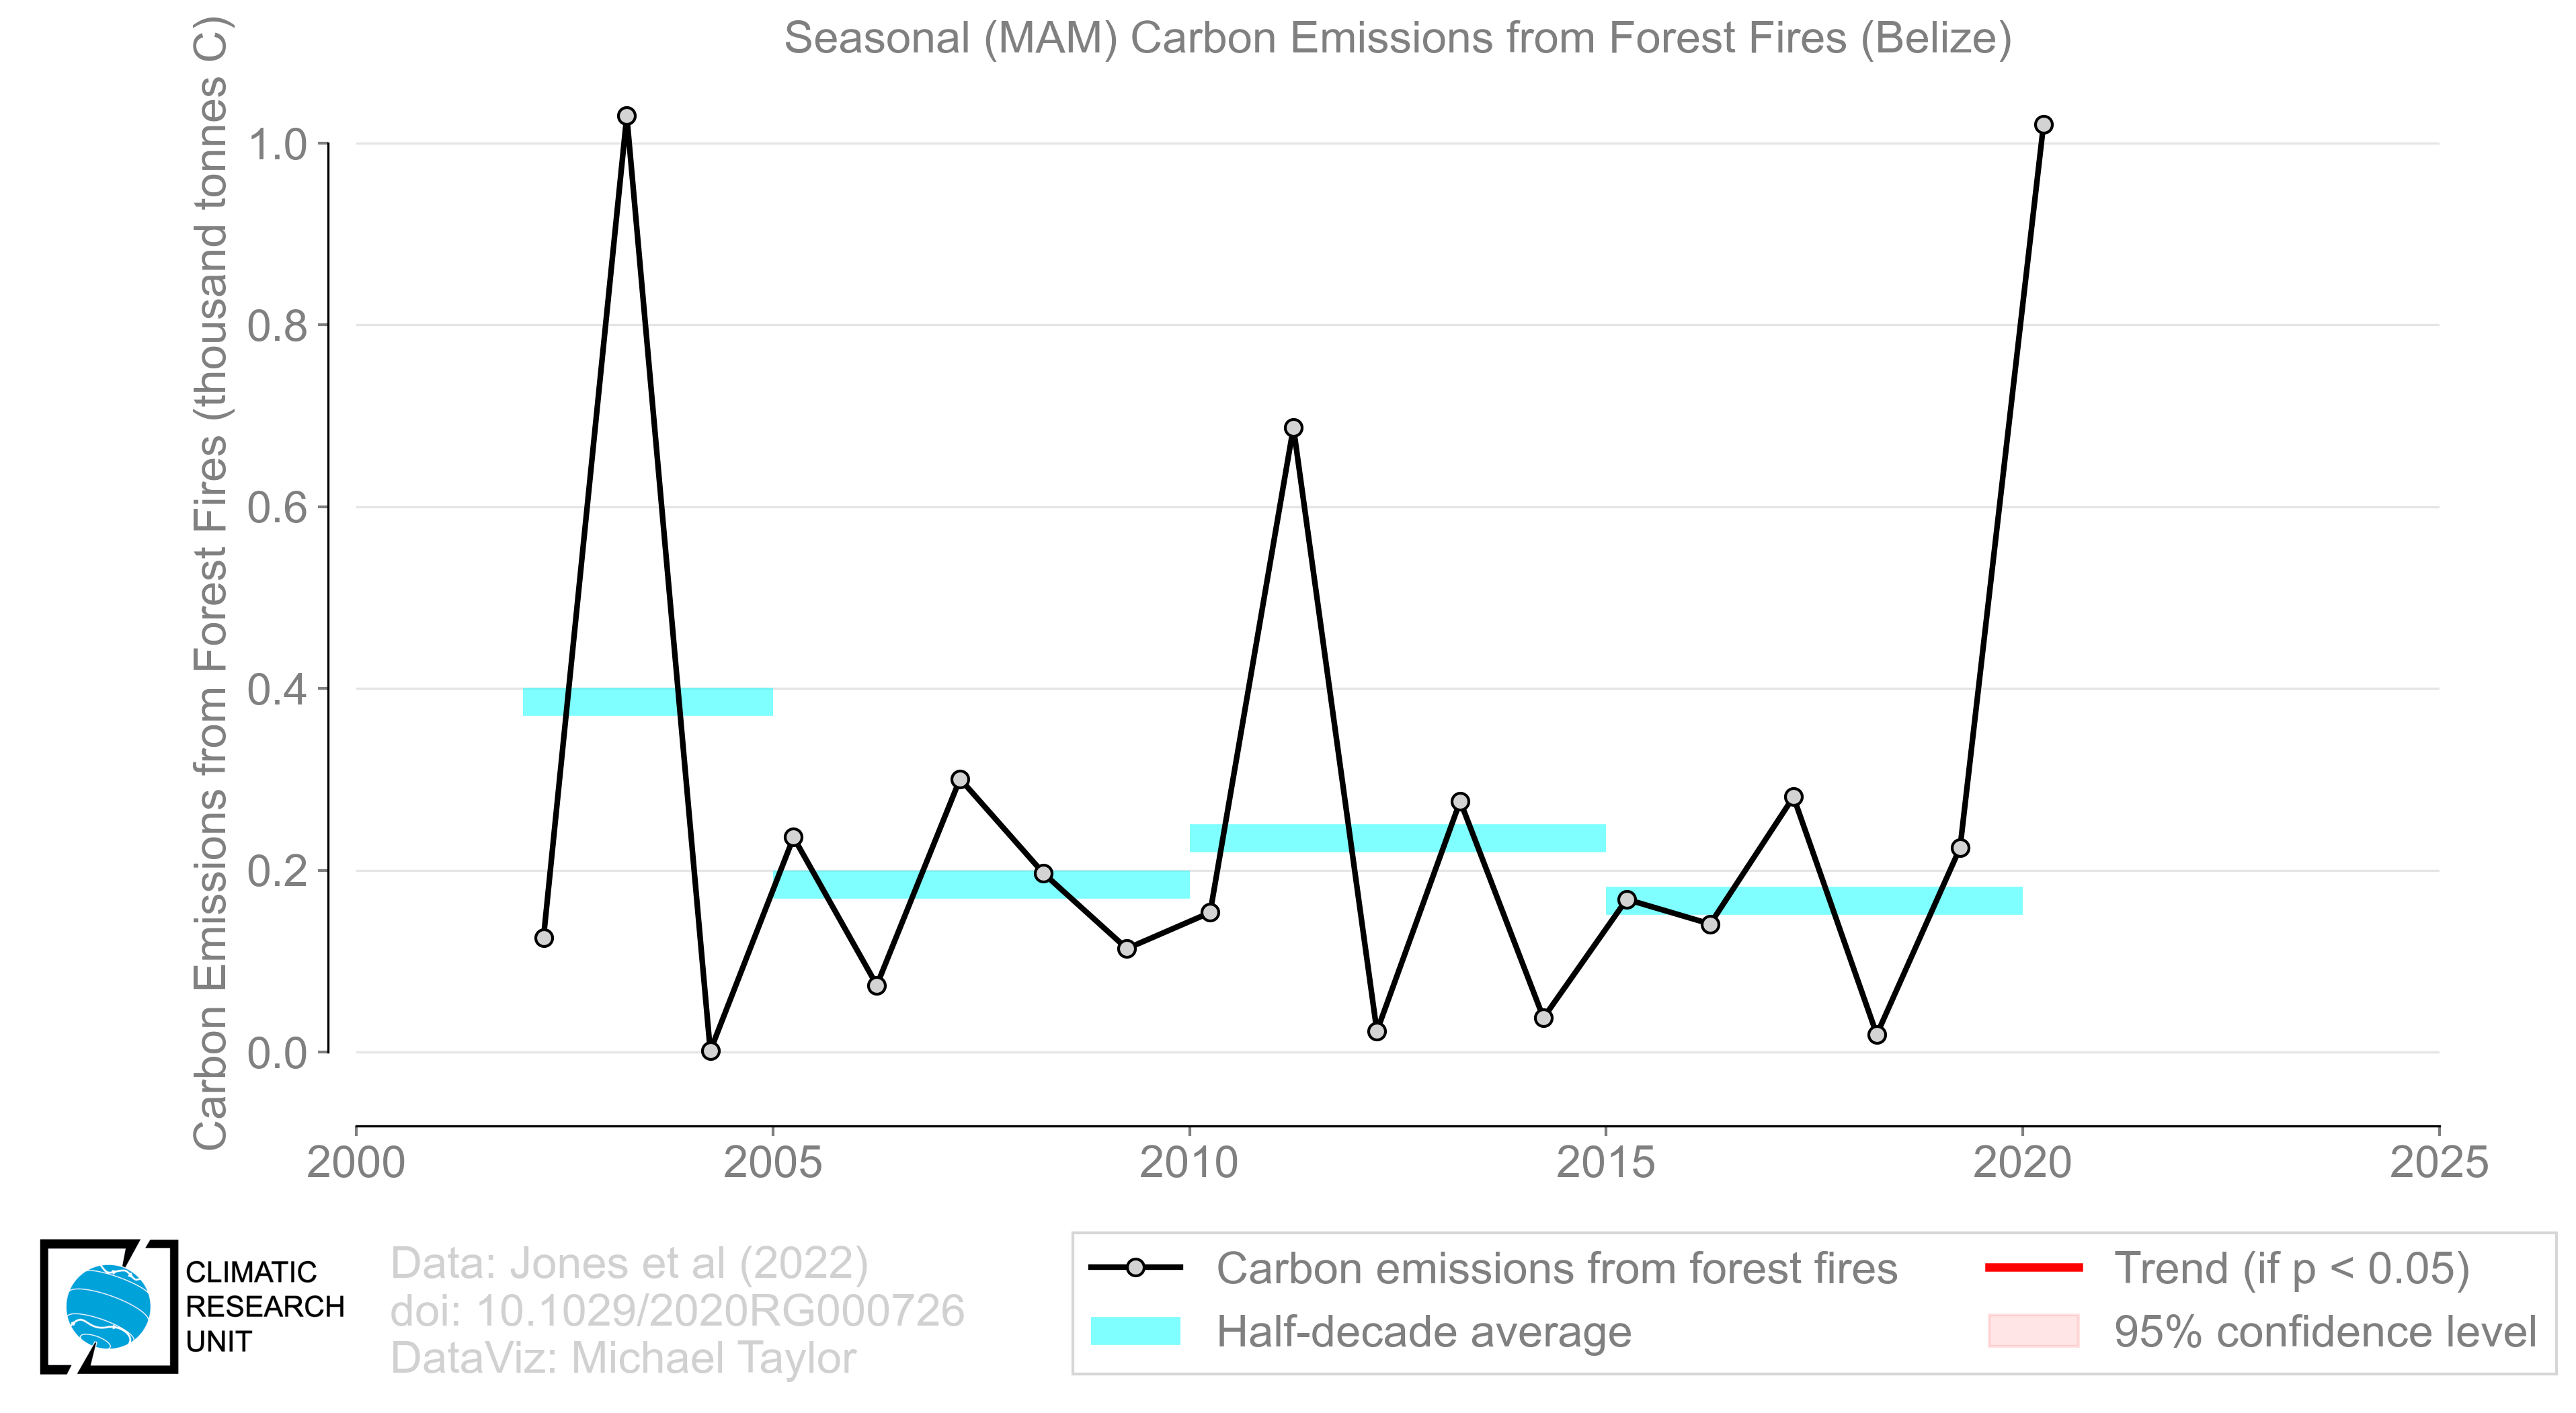 Seasonal (MAM) Carbon Emissions from Forest Fires (Belize)
Carbon Emissions from Forest Fires (thousand tonnes C)
1.0
0.8
0.6
0.4
0.2
0.0
2000 2005 2010 2015 2020 2025
CLIMATIC
RESEARCH
UNIT
Data: Jones et al (2022)
doi: 10.1029/2020RG000726
DataViz: Michael Taylor
Carbon emissions from forest fires
Half-decade average
Trend (if p < 0.05)
95% confidence level